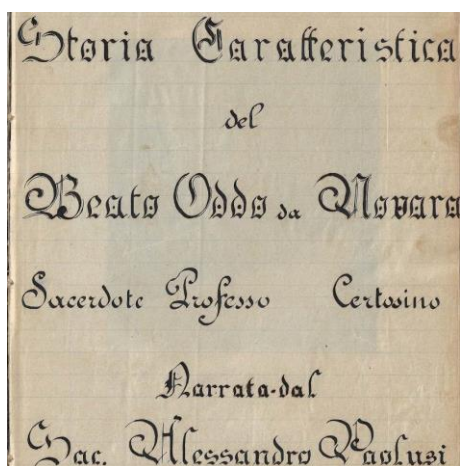 Storia Caratteristica
del
Beato Oddo da Novara
Sacerdote Professo Certosino
Narrata dal
Sac. Alessandro Paolusi